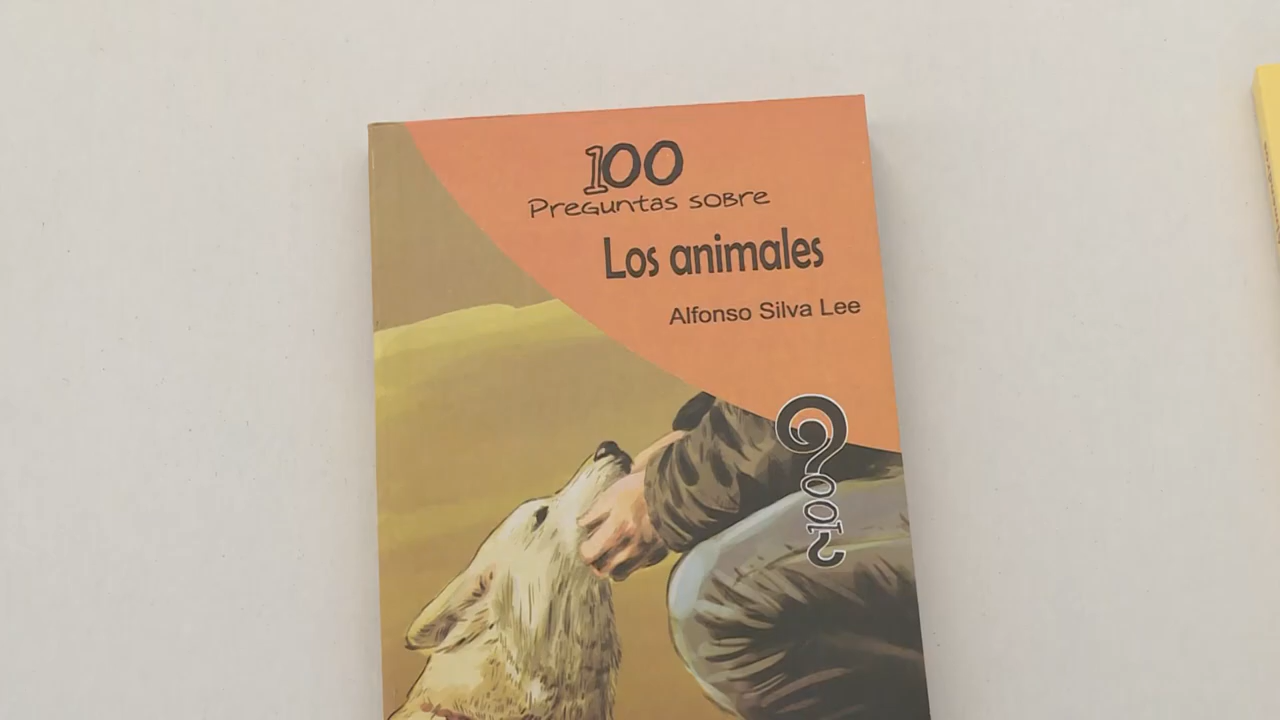 100
Preguntas sobre
Los animales
Alfonso Silva Lee
100